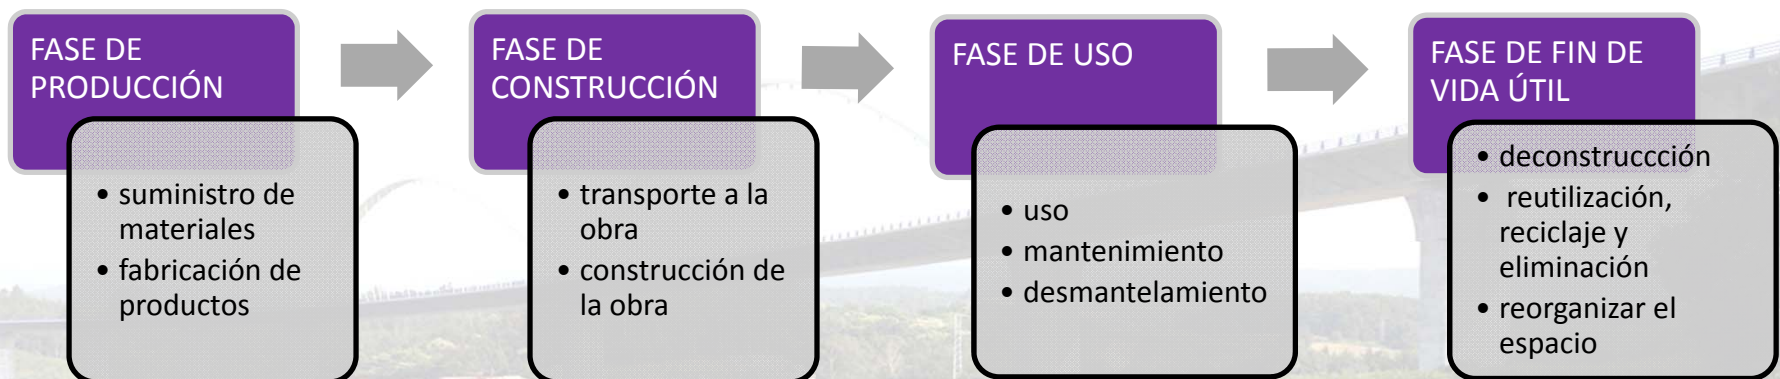 FASE DE
PRODUCCIÓN
• suministro de
materiales
• fabricación de
productos
FASE DE
CONSTRUCCIÓN
• transporte a la
obra
• construcción de
la obra
FASE DE USO
• uso
• mantenimiento
• desmantelamiento
FASE DE FIN DE
VIDA ÚTIL
• deconstruccción
• reutilización,
reciclaje y
eliminación
• reorganizar el
espacio